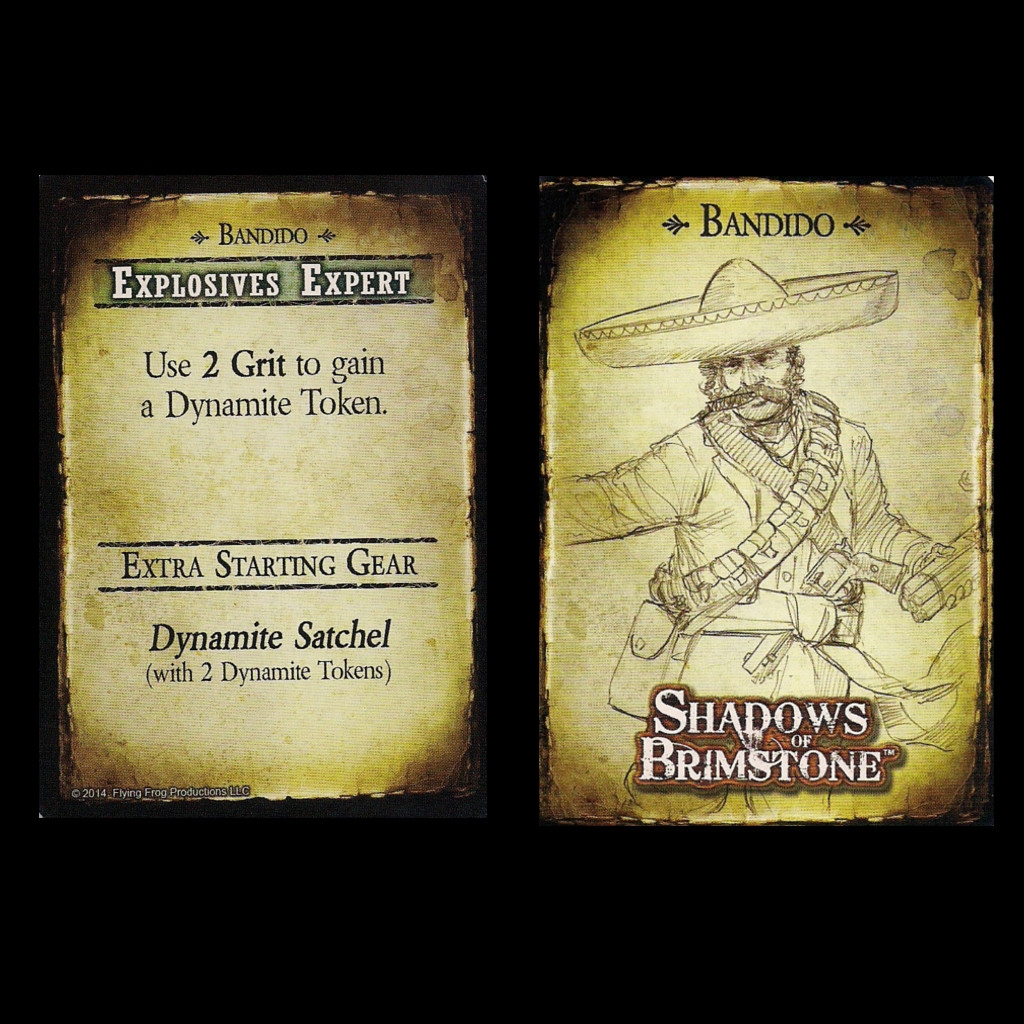 BANDIDO
EXPLOSIVES EXPERT
Use 2 Grit to gain
a Dynamite Token.
EXTRA STARTING GEAR
Dynamite Satchel
(with 2 Dynamite Tokens)
© 2014 Flying Frog Productions LLC
BANDIDO
SHADOWS
OF
BRIMSTONE™